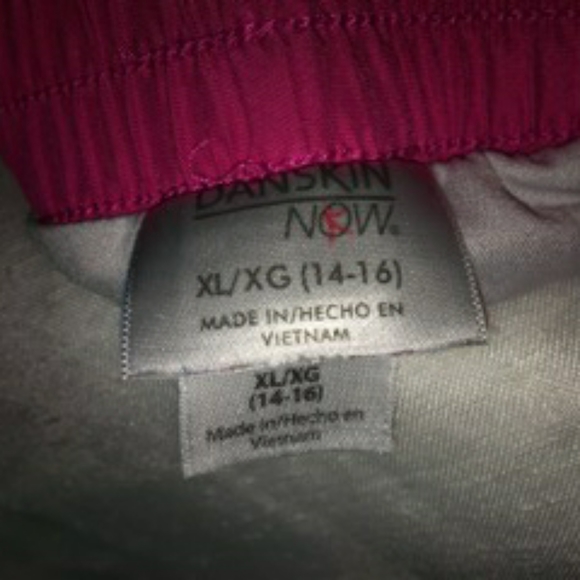 DANSKIN
NOW®
XL/XG (14-16)
MADE IN/HECHO EN
VIETNAM
XL/XG
(14-16)
Made in/Hecho en
Vietnam